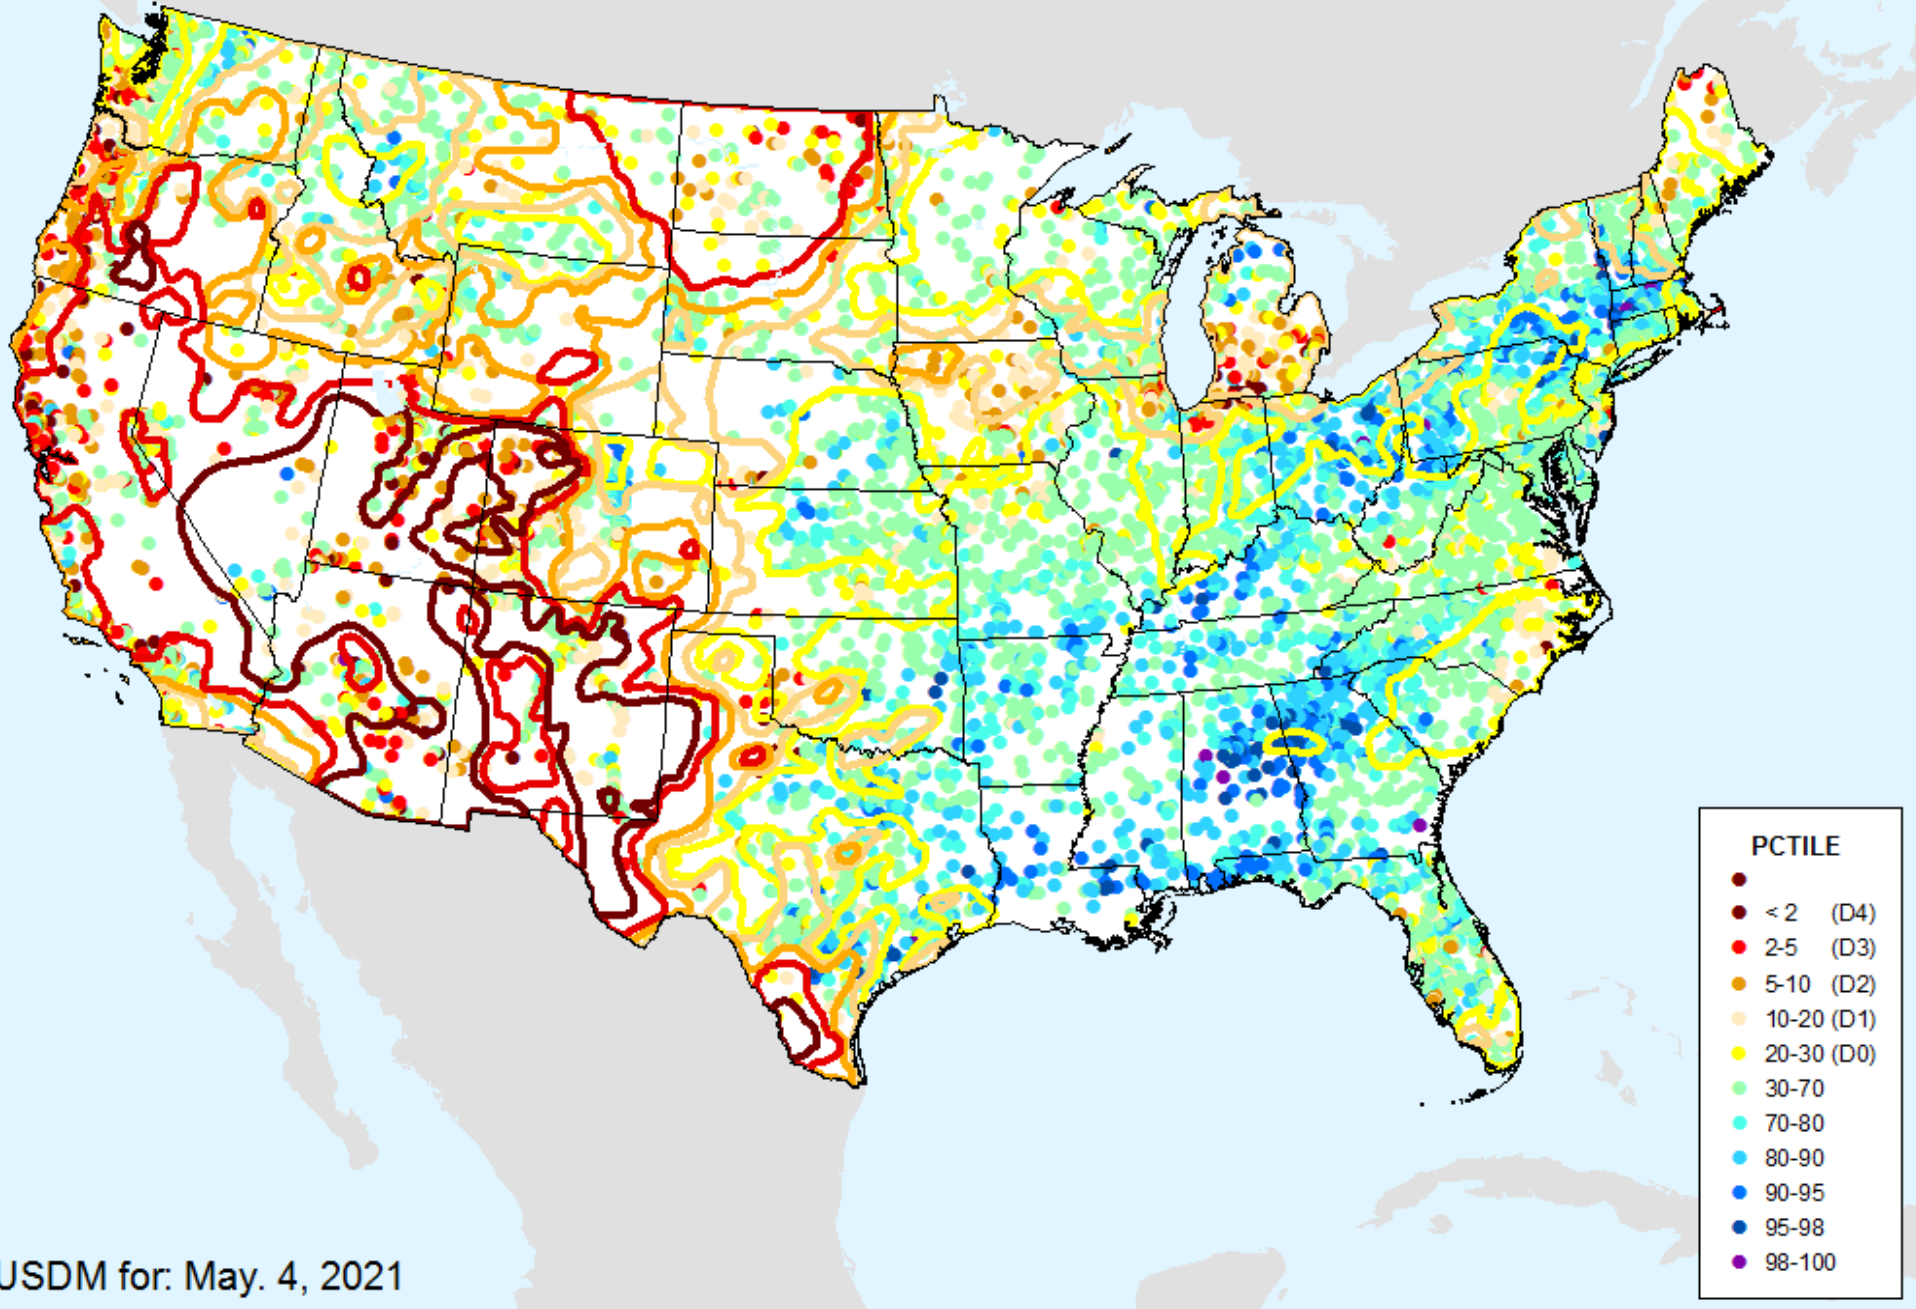 PCTILE
< 2 (D4)
2-5 (D3)
5-10 (D2)
10-20 (D1)
20-30 (D0)
30-70
70-80
80-90
90-95
95-98
98-100
USDM for: May. 4, 2021